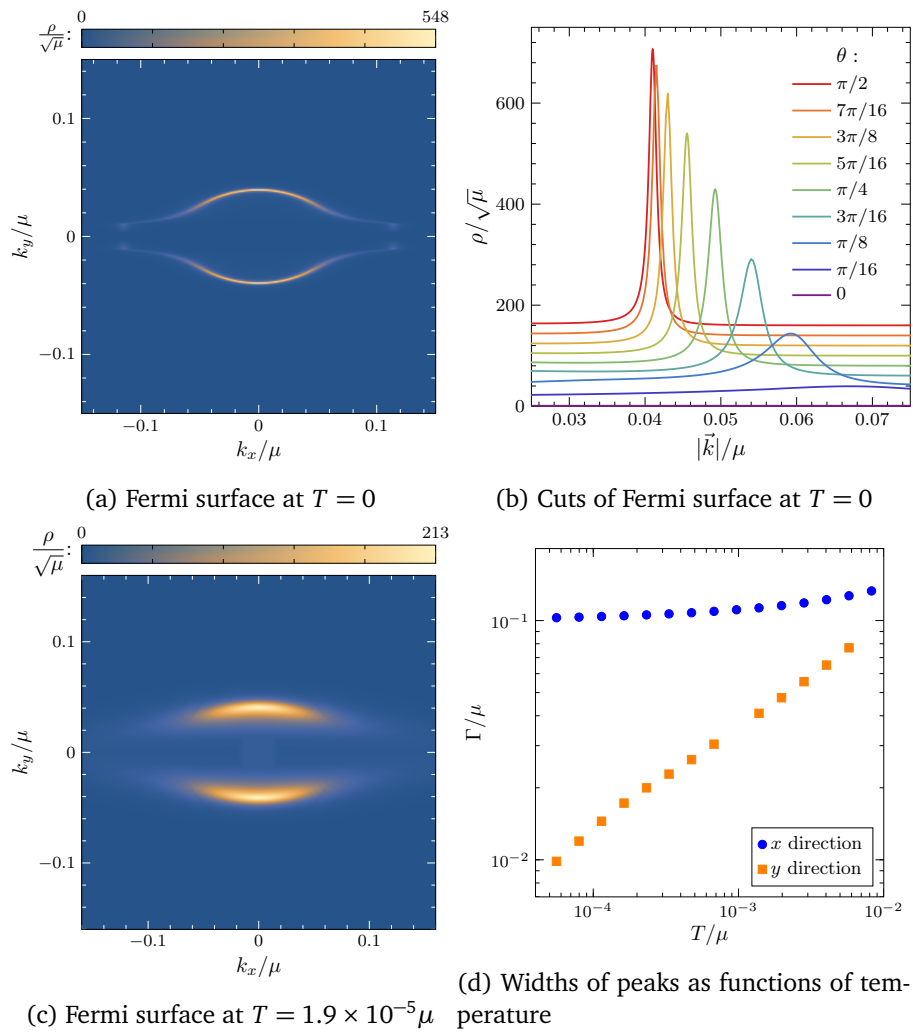 ρ/√μ: 0 548
k_y/μ
0.1
0
−0.1
−0.1 0 0.1
k_x/μ
(a) Fermi surface at T = 0
ρ/√μ
600
400
200
0
θ :
π/2
7π/16
3π/8
5π/16
π/4
3π/16
π/8
π/16
0
0.03 0.04 0.05 0.06 0.07
|k⃗|/μ
(b) Cuts of Fermi surface at T = 0
ρ/√μ: 0 213
k_y/μ
0.1
0
−0.1
−0.1 0 0.1
k_x/μ
(c) Fermi surface at T = 1.9 × 10⁻⁵μ
Γ/μ
10⁻¹
10⁻²
x direction
y direction
10⁻⁴ 10⁻³ 10⁻²
T/μ
(d) Widths of peaks as functions of tem-
perature